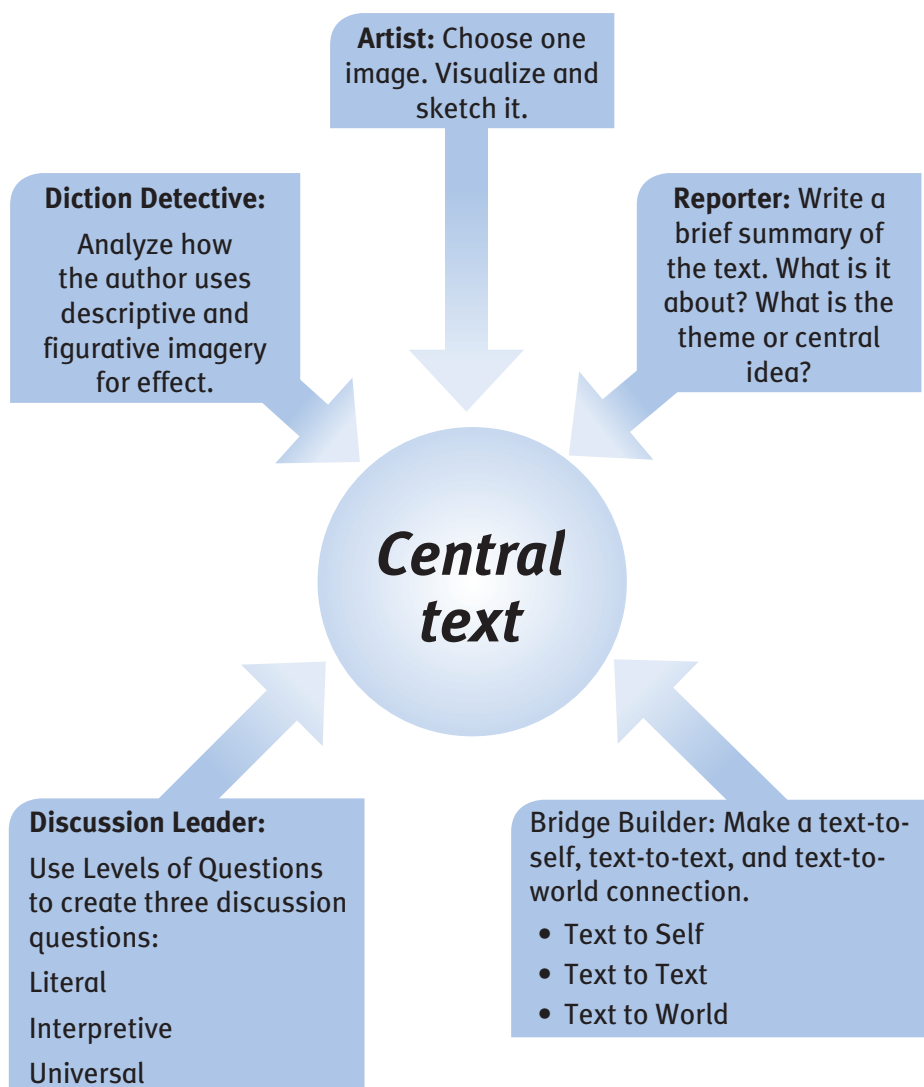 Artist: Choose one
image. Visualize and
sketch it.
Diction Detective:
Analyze how
the author uses
descriptive and
figurative imagery
for effect.
Reporter: Write a
brief summary of
the text. What is it
about? What is the
theme or central
idea?
Central
text
Discussion Leader:
Use Levels of Questions
to create three discussion
questions:
Literal
Interpretive
Universal
Bridge Builder: Make a text-to-
self, text-to-text, and text-to-
world connection.
• Text to Self
• Text to Text
• Text to World